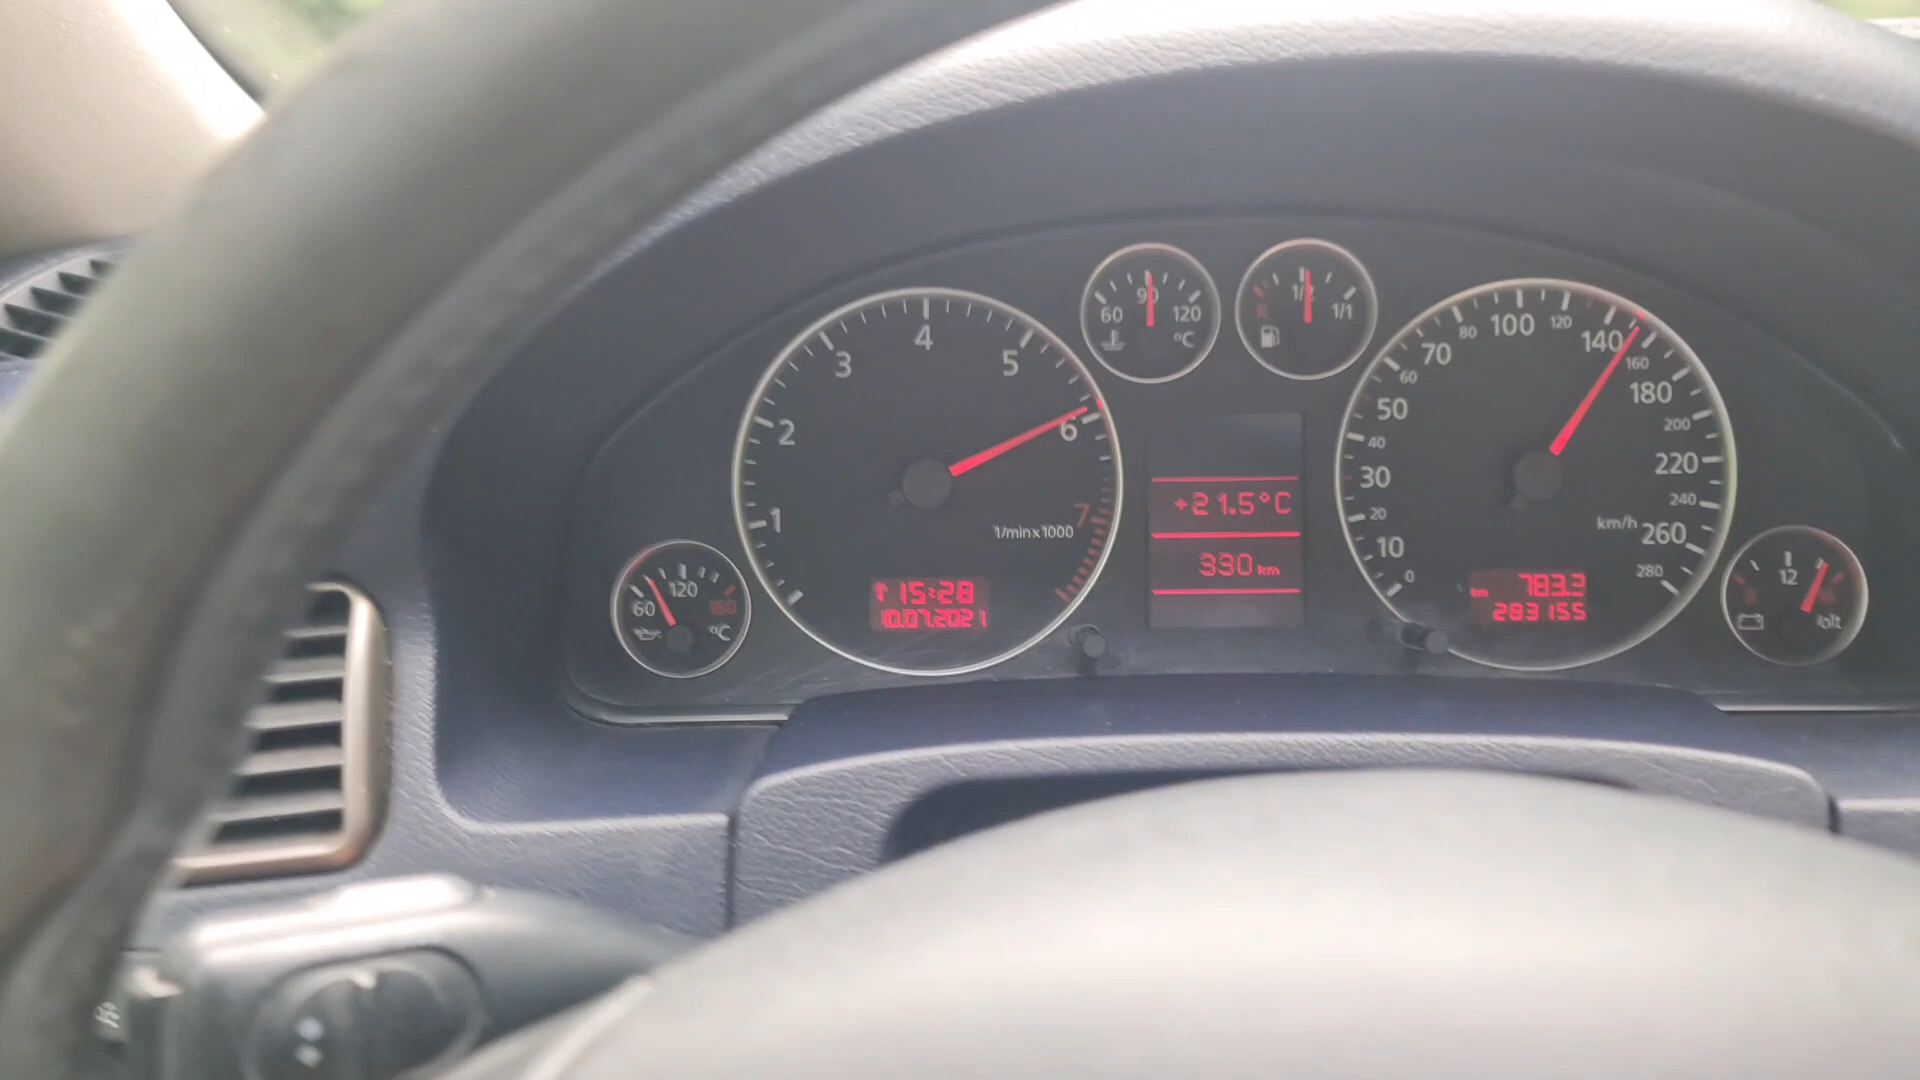 60 120 180
°C
1 2 3 4 5 6 7
1/min x 1000
15:28
10.07.2021
60 90 120
°C
R 1/2 1/1
+21.5°C
330 km
0 10 20 30 40 50 60 70 80 100 120 140 160 180 200 220 240 260 280
km/h
km 783.3
283155
12